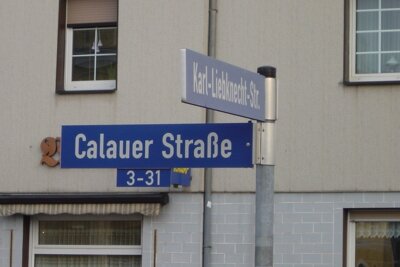 Karl-Liebknecht-Str.
Calauer Straße
3-31